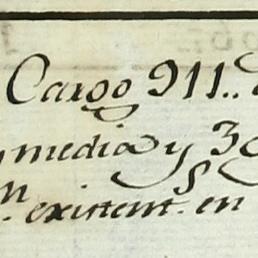 Cargo 911..
media y 3
n. existent.s en